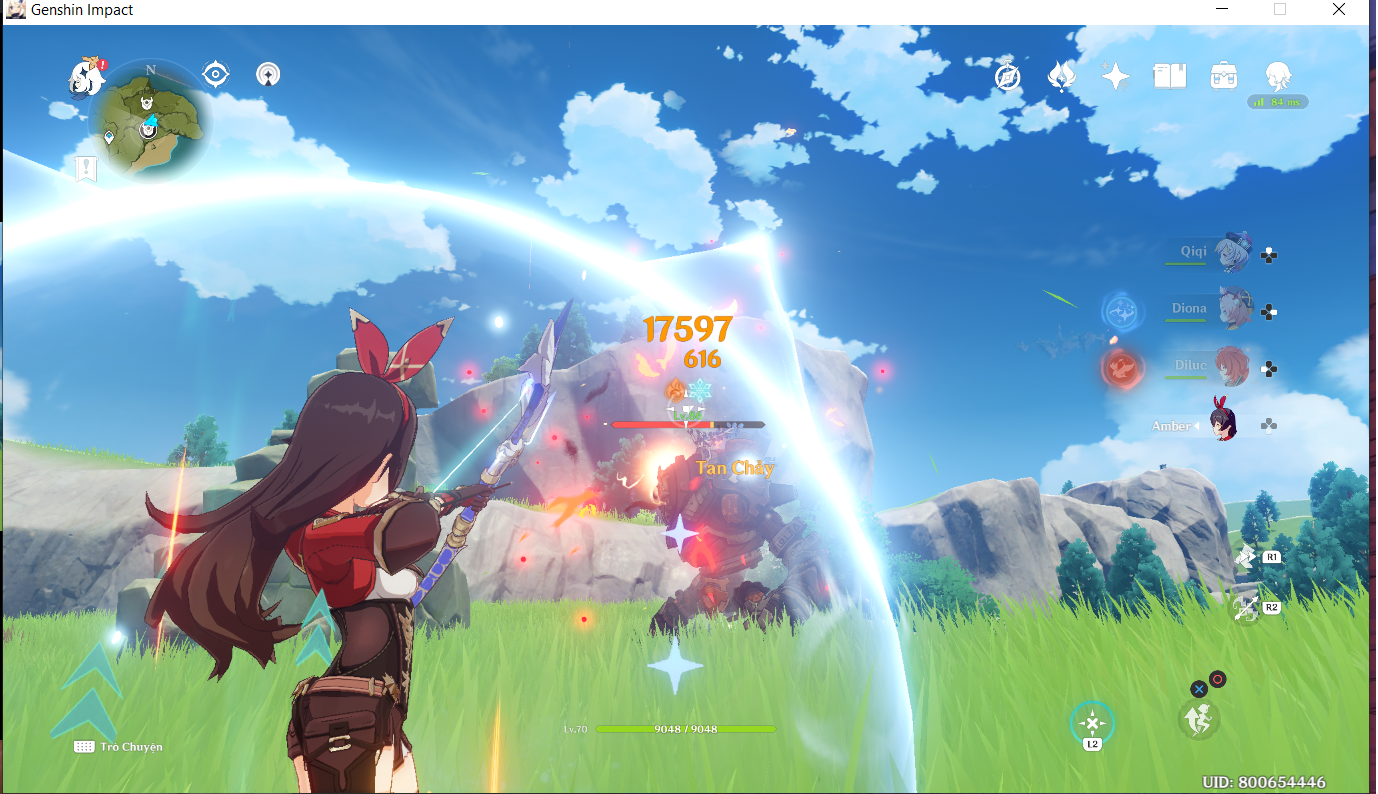 Genshin Impact
N
84 ms
Qiqi
Diona
17597
616
Diluc
Amber
Tan Chảy
R1
R2
Lv.70
9048 / 9048
L2
Trò Chuyện
UID: 800654446